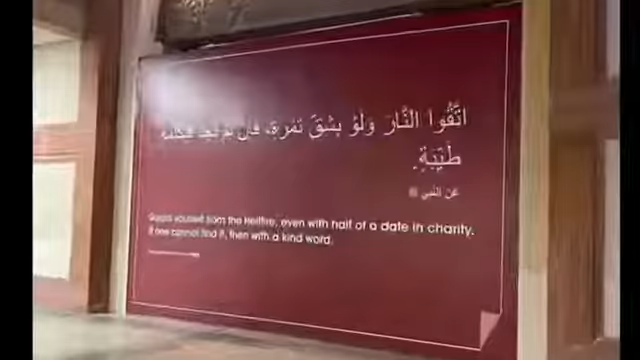 اتَّقُوا النَّارَ وَلَوْ بِشِقِّ تَمْرَةٍ، فَإِنْ لَمْ يَجِدْ فَبِكَلِمَةٍ
طَيِّبَةٍ.
عن النبي ﷺ
Guard yourself from the Hellfire, even with half of a date in charity.
If one cannot find it, then with a kind word.